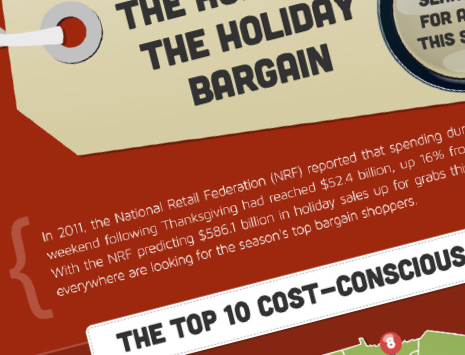 THE HO
THE HOLIDAY
BARGAIN
FOR A
THIS S
In 2011, the National Retail Federation (NRF) reported that spending dur
weekend following Thanksgiving had reached $52.4 billion, up 16% fro
With the NRF predicting $586.1 billion in holiday sales up for grabs thi
everywhere are looking for the season's top bargain shoppers.
THE TOP 10 COST-CONSCIOUS
8